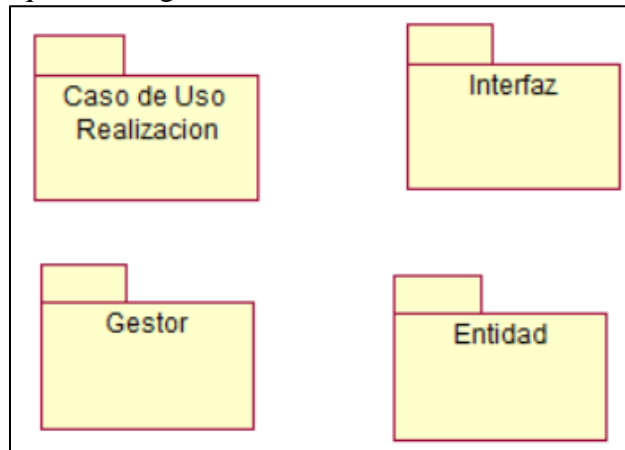 Caso de Uso
Realizacion
Interfaz
Gestor
Entidad